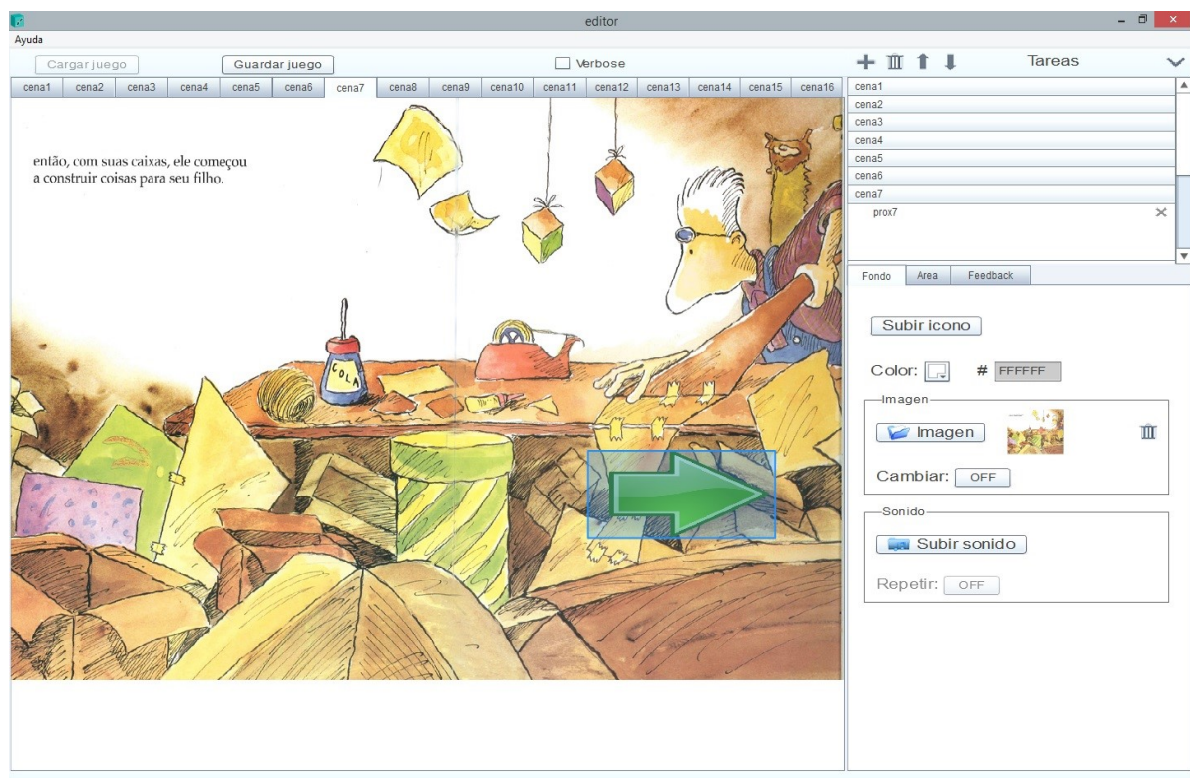 editor
Ayuda
Cargar juego
Guardar juego
Verbose
Tareas
cena1 cena2 cena3 cena4 cena5 cena6 cena7 cena8 cena9 cena10 cena11 cena12 cena13 cena14 cena15 cena16
então, com suas caixas, ele começou
a construir coisas para seu filho.
COLA
cena1
cena2
cena3
cena4
cena5
cena6
cena7
prox7
Fondo Area Feedback
Subir icono
Color: # FFFFFF
Imagen
Imagen
Cambiar: OFF
Sonido
Subir sonido
Repetir: OFF